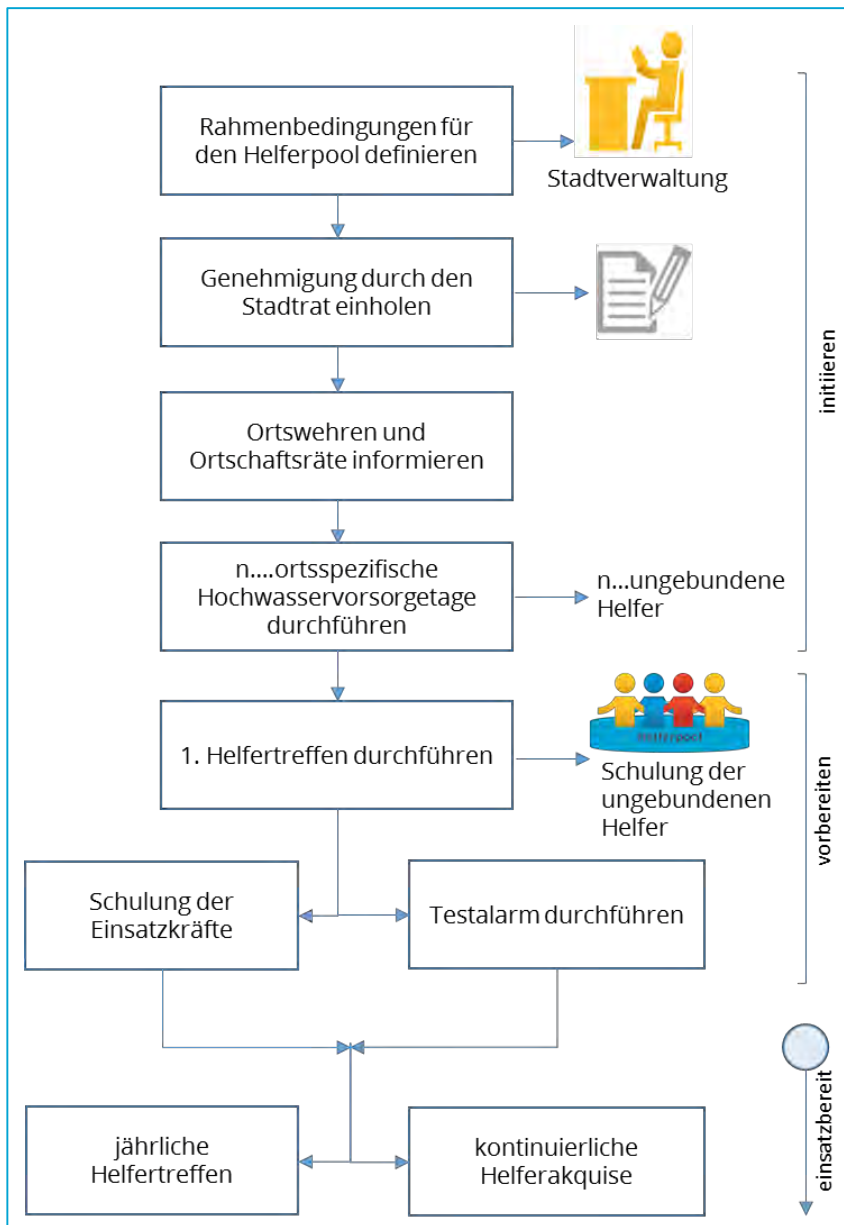 Rahmenbedingungen für
den Helferpool definieren
Stadtverwaltung
Genehmigung durch den
Stadtrat einholen
Ortswehren und
Ortschaftsräte informieren
n....ortsspezifische
Hochwasservorsorgetage
durchführen
n...ungebundene
Helfer
initiieren
1. Helfertreffen durchführen
Helferpool
Schulung der
ungebundenen
Helfer
Schulung der
Einsatzkräfte
Testalarm durchführen
vorbereiten
jährliche
Helfertreffen
kontinuierliche
Helferakquise
einsatzbereit